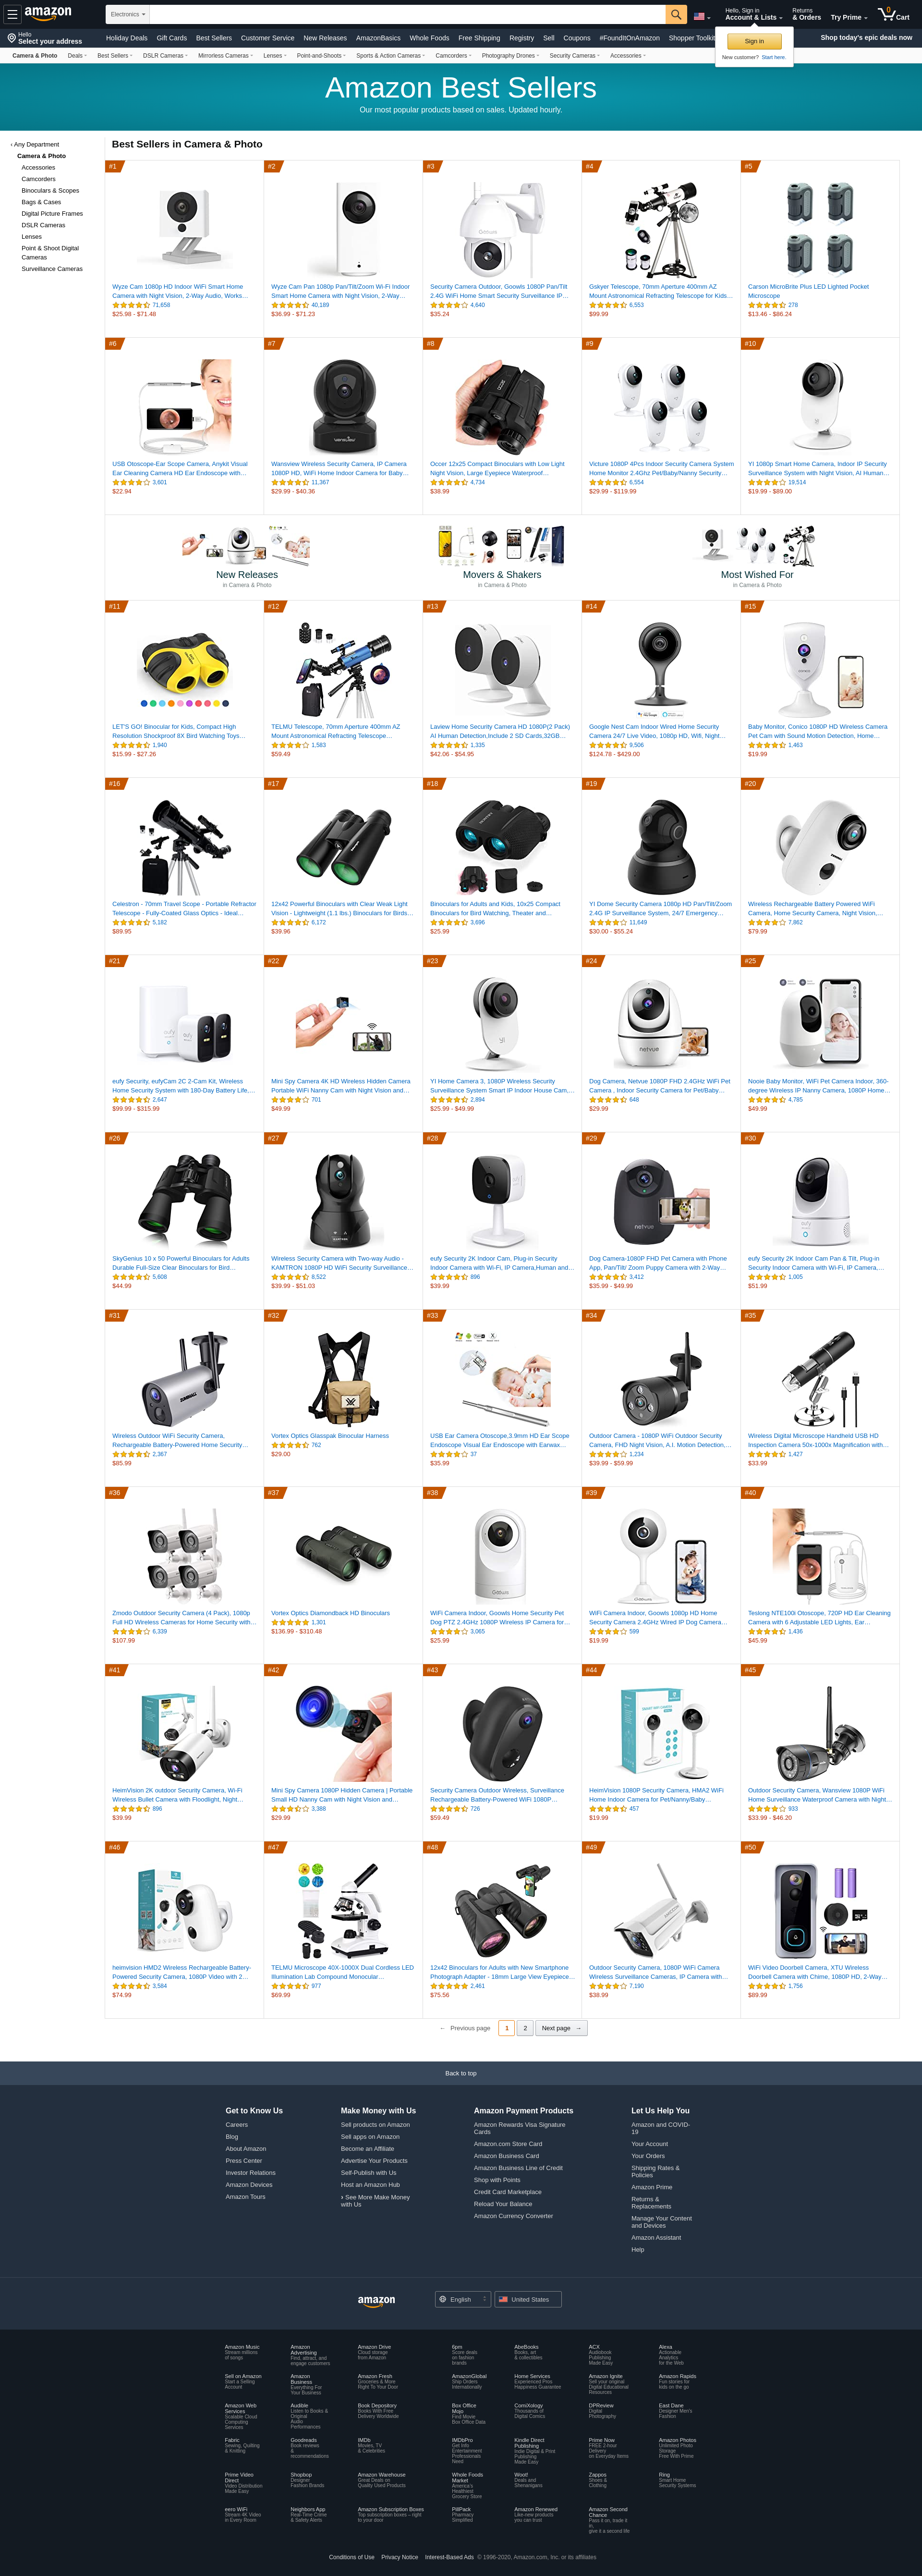 amazon
Electronics
Hello, Sign in
Account & Lists
Returns
& Orders
Try Prime
0
Cart
Hello
Select your address
Holiday Deals
Gift Cards
Best Sellers
Customer Service
New Releases
AmazonBasics
Whole Foods
Free Shipping
Registry
Sell
Coupons
#FoundItOnAmazon
Shopper Toolkit
Shop today's epic deals now
Sign in
New customer? Start here.
Camera & Photo
Deals
Best Sellers
DSLR Cameras
Mirrorless Cameras
Lenses
Point-and-Shoots
Sports & Action Cameras
Camcorders
Photography Drones
Security Cameras
Accessories
Amazon Best Sellers
Our most popular products based on sales. Updated hourly.
‹ Any Department
Camera & Photo
Accessories
Camcorders
Binoculars & Scopes
Bags & Cases
Digital Picture Frames
DSLR Cameras
Lenses
Point & Shoot Digital
Cameras
Surveillance Cameras
Best Sellers in Camera & Photo
#1
Wyze Cam 1080p HD Indoor WiFi Smart Home
Camera with Night Vision, 2-Way Audio, Works…
71,658
$25.98 - $71.48
#2
Wyze Cam Pan 1080p Pan/Tilt/Zoom Wi-Fi Indoor
Smart Home Camera with Night Vision, 2-Way…
40,189
$36.99 - $71.23
#3
Security Camera Outdoor, Goowls 1080P Pan/Tilt
2.4G WiFi Home Smart Security Surveillance IP…
4,640
$35.24
#4
Gskyer Telescope, 70mm Aperture 400mm AZ
Mount Astronomical Refracting Telescope for Kids…
6,553
$99.99
#5
Carson MicroBrite Plus LED Lighted Pocket
Microscope
278
$13.46 - $86.24
#6
USB Otoscope-Ear Scope Camera, Anykit Visual
Ear Cleaning Camera HD Ear Endoscope with…
3,601
$22.94
#7
Wansview Wireless Security Camera, IP Camera
1080P HD, WiFi Home Indoor Camera for Baby…
11,367
$29.99 - $40.36
#8
Occer 12x25 Compact Binoculars with Low Light
Night Vision, Large Eyepiece Waterproof…
4,734
$38.99
#9
Victure 1080P 4Pcs Indoor Security Camera System
Home Monitor 2.4Ghz Pet/Baby/Nanny Security…
6,554
$29.99 - $119.99
#10
YI 1080p Smart Home Camera, Indoor IP Security
Surveillance System with Night Vision, AI Human…
19,514
$19.99 - $89.00
New Releases
in Camera & Photo
Movers & Shakers
in Camera & Photo
Most Wished For
in Camera & Photo
#11
LET'S GO! Binocular for Kids, Compact High
Resolution Shockproof 8X Bird Watching Toys…
1,940
$15.99 - $27.26
#12
TELMU Telescope, 70mm Aperture 400mm AZ
Mount Astronomical Refracting Telescope…
1,583
$59.49
#13
Laview Home Security Camera HD 1080P(2 Pack)
AI Human Detection,Include 2 SD Cards,32GB…
1,335
$42.06 - $54.95
#14
Google Nest Cam Indoor Wired Home Security
Camera 24/7 Live Video, 1080p HD, Wifi, Night…
9,506
$124.78 - $429.00
#15
Baby Monitor, Conico 1080P HD Wireless Camera
Pet Cam with Sound Motion Detection, Home…
1,463
$19.99
#16
Celestron - 70mm Travel Scope - Portable Refractor
Telescope - Fully-Coated Glass Optics - Ideal…
5,182
$89.95
#17
12x42 Powerful Binoculars with Clear Weak Light
Vision - Lightweight (1.1 lbs.) Binoculars for Birds…
6,172
$39.96
#18
Binoculars for Adults and Kids, 10x25 Compact
Binoculars for Bird Watching, Theater and…
3,696
$25.99
#19
YI Dome Security Camera 1080p HD Pan/Tilt/Zoom
2.4G IP Surveillance System, 24/7 Emergency…
11,649
$30.00 - $55.24
#20
Wireless Rechargeable Battery Powered WiFi
Camera, Home Security Camera, Night Vision,…
7,862
$79.99
#21
eufy Security, eufyCam 2C 2-Cam Kit, Wireless
Home Security System with 180-Day Battery Life,…
2,647
$99.99 - $315.99
#22
Mini Spy Camera 4K HD Wireless Hidden Camera
Portable WiFi Nanny Cam with Night Vision and…
701
$49.99
#23
YI Home Camera 3, 1080P Wireless Security
Surveillance System Smart IP Indoor House Cam,…
2,894
$25.99 - $49.99
#24
Dog Camera, Netvue 1080P FHD 2.4GHz WiFi Pet
Camera , Indoor Security Camera for Pet/Baby…
648
$29.99
#25
Nooie Baby Monitor, WiFi Pet Camera Indoor, 360-
degree Wireless IP Nanny Camera, 1080P Home…
4,785
$49.99
#26
SkyGenius 10 x 50 Powerful Binoculars for Adults
Durable Full-Size Clear Binoculars for Bird…
5,608
$44.99
#27
Wireless Security Camera with Two-way Audio -
KAMTRON 1080P HD WiFi Security Surveillance…
8,522
$39.99 - $51.03
#28
eufy Security 2K Indoor Cam, Plug-in Security
Indoor Camera with Wi-Fi, IP Camera,Human and…
896
$39.99
#29
Dog Camera-1080P FHD Pet Camera with Phone
App, Pan/Tilt/ Zoom Puppy Camera with 2-Way…
3,412
$35.99 - $49.99
#30
eufy Security 2K Indoor Cam Pan & Tilt, Plug-in
Security Indoor Camera with Wi-Fi, IP Camera,…
1,005
$51.99
#31
Wireless Outdoor WiFi Security Camera,
Rechargeable Battery-Powered Home Security…
2,367
$85.99
#32
Vortex Optics Glasspak Binocular Harness
762
$29.00
#33
USB Ear Camera Otoscope,3.9mm HD Ear Scope
Endoscope Visual Ear Endoscope with Earwax…
37
$35.99
#34
Outdoor Camera - 1080P WiFi Outdoor Security
Camera, FHD Night Vision, A.I. Motion Detection,…
1,234
$39.99 - $59.99
#35
Wireless Digital Microscope Handheld USB HD
Inspection Camera 50x-1000x Magnification with…
1,427
$33.99
#36
Zmodo Outdoor Security Camera (4 Pack), 1080p
Full HD Wireless Cameras for Home Security with…
6,339
$107.99
#37
Vortex Optics Diamondback HD Binoculars
1,301
$136.99 - $310.48
#38
WiFi Camera Indoor, Goowls Home Security Pet
Dog PTZ 2.4GHz 1080P Wireless IP Camera for…
3,065
$25.99
#39
WiFi Camera Indoor, Goowls 1080p HD Home
Security Camera 2.4GHz Wired IP Dog Camera…
599
$19.99
#40
Teslong NTE100i Otoscope, 720P HD Ear Cleaning
Camera with 6 Adjustable LED Lights, Ear…
1,436
$45.99
#41
HeimVision 2K outdoor Security Camera, Wi-Fi
Wireless Bullet Camera with Floodlight, Night…
896
$39.99
#42
Mini Spy Camera 1080P Hidden Camera | Portable
Small HD Nanny Cam with Night Vision and…
3,388
$29.99
#43
Security Camera Outdoor Wireless, Surveillance
Rechargeable Battery-Powered WiFi 1080P…
726
$59.49
#44
HeimVision 1080P Security Camera, HMA2 WiFi
Home Indoor Camera for Pet/Nanny/Baby…
457
$19.99
#45
Outdoor Security Camera, Wansview 1080P WiFi
Home Surveillance Waterproof Camera with Night…
933
$33.99 - $46.20
#46
heimvision HMD2 Wireless Rechargeable Battery-
Powered Security Camera, 1080P Video with 2…
3,584
$74.99
#47
TELMU Microscope 40X-1000X Dual Cordless LED
Illumination Lab Compound Monocular…
977
$69.99
#48
12x42 Binoculars for Adults with New Smartphone
Photograph Adapter - 18mm Large View Eyepiece…
2,461
$75.56
#49
Outdoor Security Camera, 1080P WiFi Camera
Wireless Surveillance Cameras, IP Camera with…
7,190
$38.99
#50
WiFi Video Doorbell Camera, XTU Wireless
Doorbell Camera with Chime, 1080P HD, 2-Way…
1,756
$89.99
← Previous page
1
2
Next page →
Back to top
Get to Know Us
Careers
Blog
About Amazon
Press Center
Investor Relations
Amazon Devices
Amazon Tours
Make Money with Us
Sell products on Amazon
Sell apps on Amazon
Become an Affiliate
Advertise Your Products
Self-Publish with Us
Host an Amazon Hub
› See More Make Money
with Us
Amazon Payment Products
Amazon Rewards Visa Signature
Cards
Amazon.com Store Card
Amazon Business Card
Amazon Business Line of Credit
Shop with Points
Credit Card Marketplace
Reload Your Balance
Amazon Currency Converter
Let Us Help You
Amazon and COVID-
19
Your Account
Your Orders
Shipping Rates &
Policies
Amazon Prime
Returns &
Replacements
Manage Your Content
and Devices
Amazon Assistant
Help
amazon
English
United States
Amazon Music
Stream millions
of songs
Amazon
Advertising
Find, attract, and
engage customers
Amazon Drive
Cloud storage
from Amazon
6pm
Score deals
on fashion
brands
AbeBooks
Books, art
& collectibles
ACX
Audiobook
Publishing
Made Easy
Alexa
Actionable
Analytics
for the Web
Sell on Amazon
Start a Selling
Account
Amazon
Business
Everything For
Your Business
Amazon Fresh
Groceries & More
Right To Your Door
AmazonGlobal
Ship Orders
Internationally
Home Services
Experienced Pros
Happiness Guarantee
Amazon Ignite
Sell your original
Digital Educational
Resources
Amazon Rapids
Fun stories for
kids on the go
Amazon Web
Services
Scalable Cloud
Computing
Services
Audible
Listen to Books &
Original
Audio
Performances
Book Depository
Books With Free
Delivery Worldwide
Box Office
Mojo
Find Movie
Box Office Data
ComiXology
Thousands of
Digital Comics
DPReview
Digital
Photography
East Dane
Designer Men's
Fashion
Fabric
Sewing, Quilting
& Knitting
Goodreads
Book reviews
&
recommendations
IMDb
Movies, TV
& Celebrities
IMDbPro
Get Info
Entertainment
Professionals
Need
Kindle Direct
Publishing
Indie Digital & Print
Publishing
Made Easy
Prime Now
FREE 2-hour
Delivery
on Everyday Items
Amazon Photos
Unlimited Photo
Storage
Free With Prime
Prime Video
Direct
Video Distribution
Made Easy
Shopbop
Designer
Fashion Brands
Amazon Warehouse
Great Deals on
Quality Used Products
Whole Foods
Market
America's
Healthiest
Grocery Store
Woot!
Deals and
Shenanigans
Zappos
Shoes &
Clothing
Ring
Smart Home
Security Systems
eero WiFi
Stream 4K Video
in Every Room
Neighbors App
Real-Time Crime
& Safety Alerts
Amazon Subscription Boxes
Top subscription boxes – right
to your door
PillPack
Pharmacy
Simplified
Amazon Renewed
Like-new products
you can trust
Amazon Second
Chance
Pass it on, trade it
in,
give it a second life
Conditions of Use
Privacy Notice
Interest-Based Ads
© 1996-2020, Amazon.com, Inc. or its affiliates